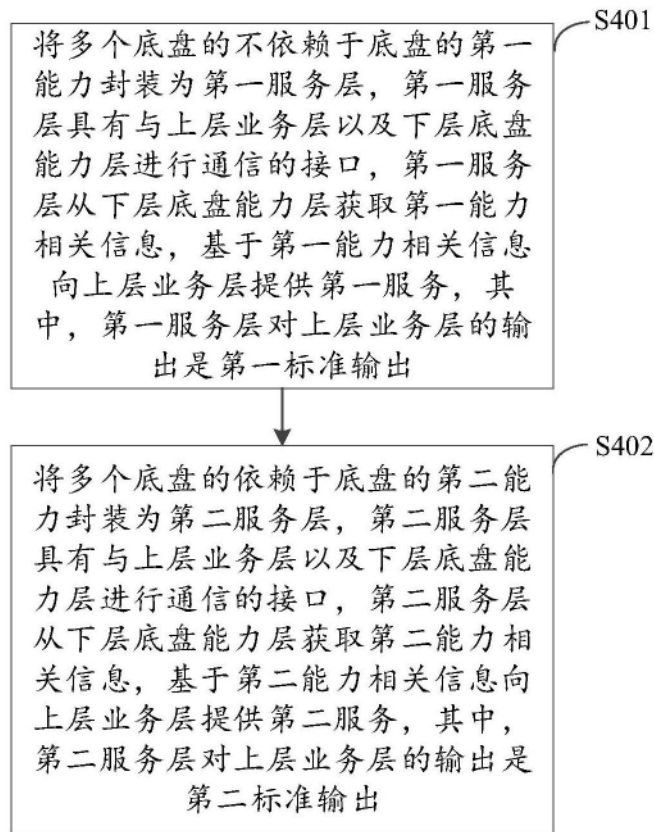 S401
将多个底盘的不依赖于底盘的第一
能力封装为第一服务层，第一服务
层具有与上层业务层以及下层底盘
能力层进行通信的接口，第一服务
层从下层底盘能力层获取第一能力
相关信息，基于第一能力相关信息
向上层业务层提供第一服务，其
中，第一服务层对上层业务层的输
出是第一标准输出
S402
将多个底盘的依赖于底盘的第二能
力封装为第二服务层，第二服务层
具有与上层业务层以及下层底盘能
力层进行通信的接口，第二服务层
从下层底盘能力层获取第二能力相
关信息，基于第二能力相关信息向
上层业务层提供第二服务，其中，
第二服务层对上层业务层的输出是
第二标准输出